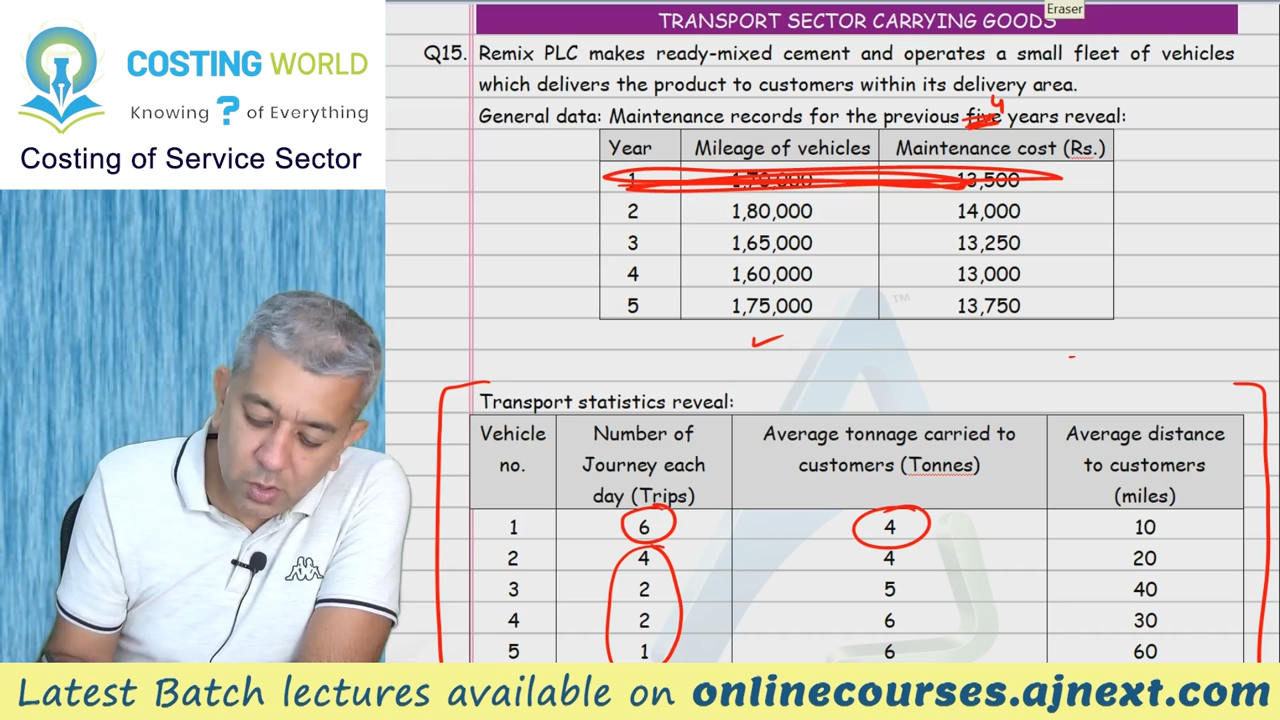 Eraser
TRANSPORT SECTOR CARRYING GOODS
COSTING WORLD
Knowing ? of Everything
Costing of Service Sector
Q15. Remix PLC makes ready-mixed cement and operates a small fleet of vehicles
which delivers the product to customers within its delivery area.
4
General data: Maintenance records for the previous five years reveal:
Year Mileage of vehicles Maintenance cost (Rs.)
1 1,70,000 13,500
2 1,80,000 14,000
3 1,65,000 13,250
4 1,60,000 13,000
5 1,75,000 13,750
TM
Transport statistics reveal:
Vehicle no. Number of Journey each day (Trips) Average tonnage carried to customers (Tonnes) Average distance to customers (miles)
1 6 4 10
2 4 4 20
3 2 5 40
4 2 6 30
5 1 6 60
Kappa
Latest Batch lectures available on onlinecourses.ajnext.com